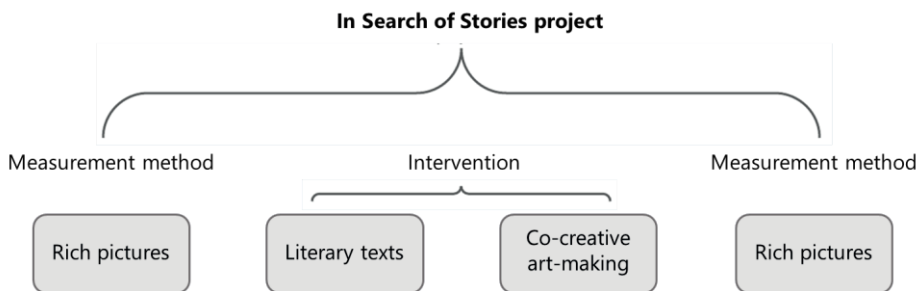 In Search of Stories project
Measurement method
Intervention
Measurement method
Rich pictures
Literary texts
Co-creative
art-making
Rich pictures